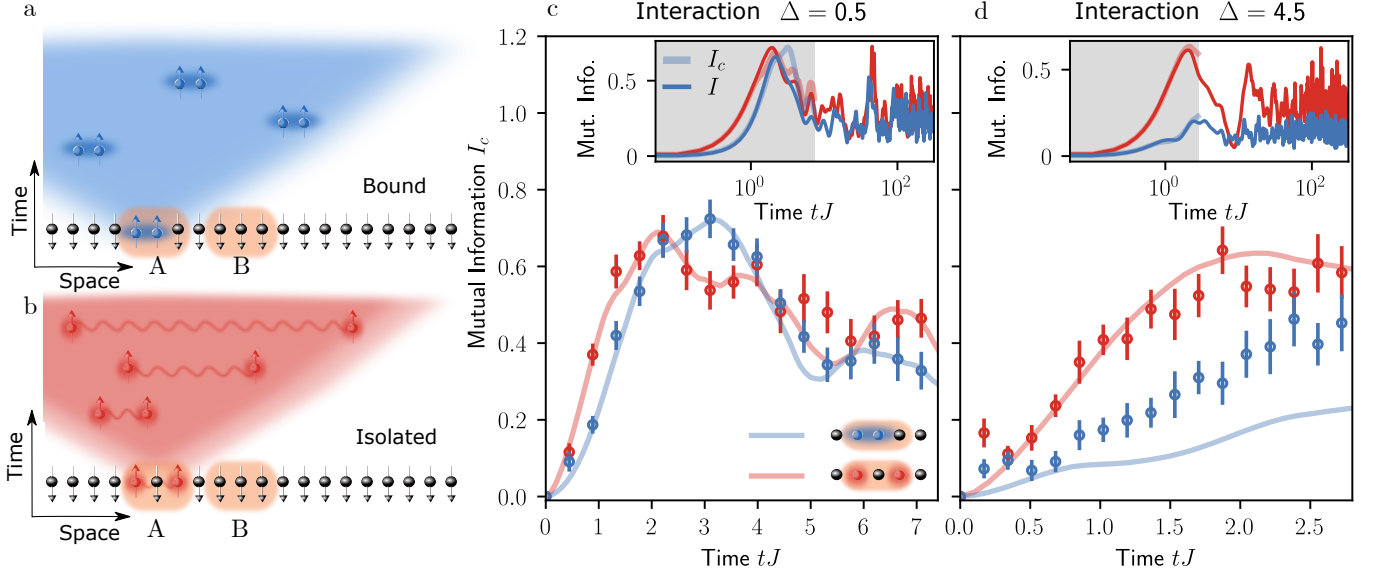 a
Time
Bound
Space
A
B
b
Time
Isolated
Space
A
B
c
Interaction Δ = 0.5
Mutual Information I_c
1.2
1.0
0.8
0.6
0.4
0.2
0.0
0 1 2 3 4 5 6 7
Time tJ
Mut. Info.
0.5
0
I_c
I
10^0 10^2
Time tJ
d
Interaction Δ = 4.5
Mut. Info.
0.5
0
10^0 10^2
Time tJ
0.0 0.5 1.0 1.5 2.0 2.5
Time tJ